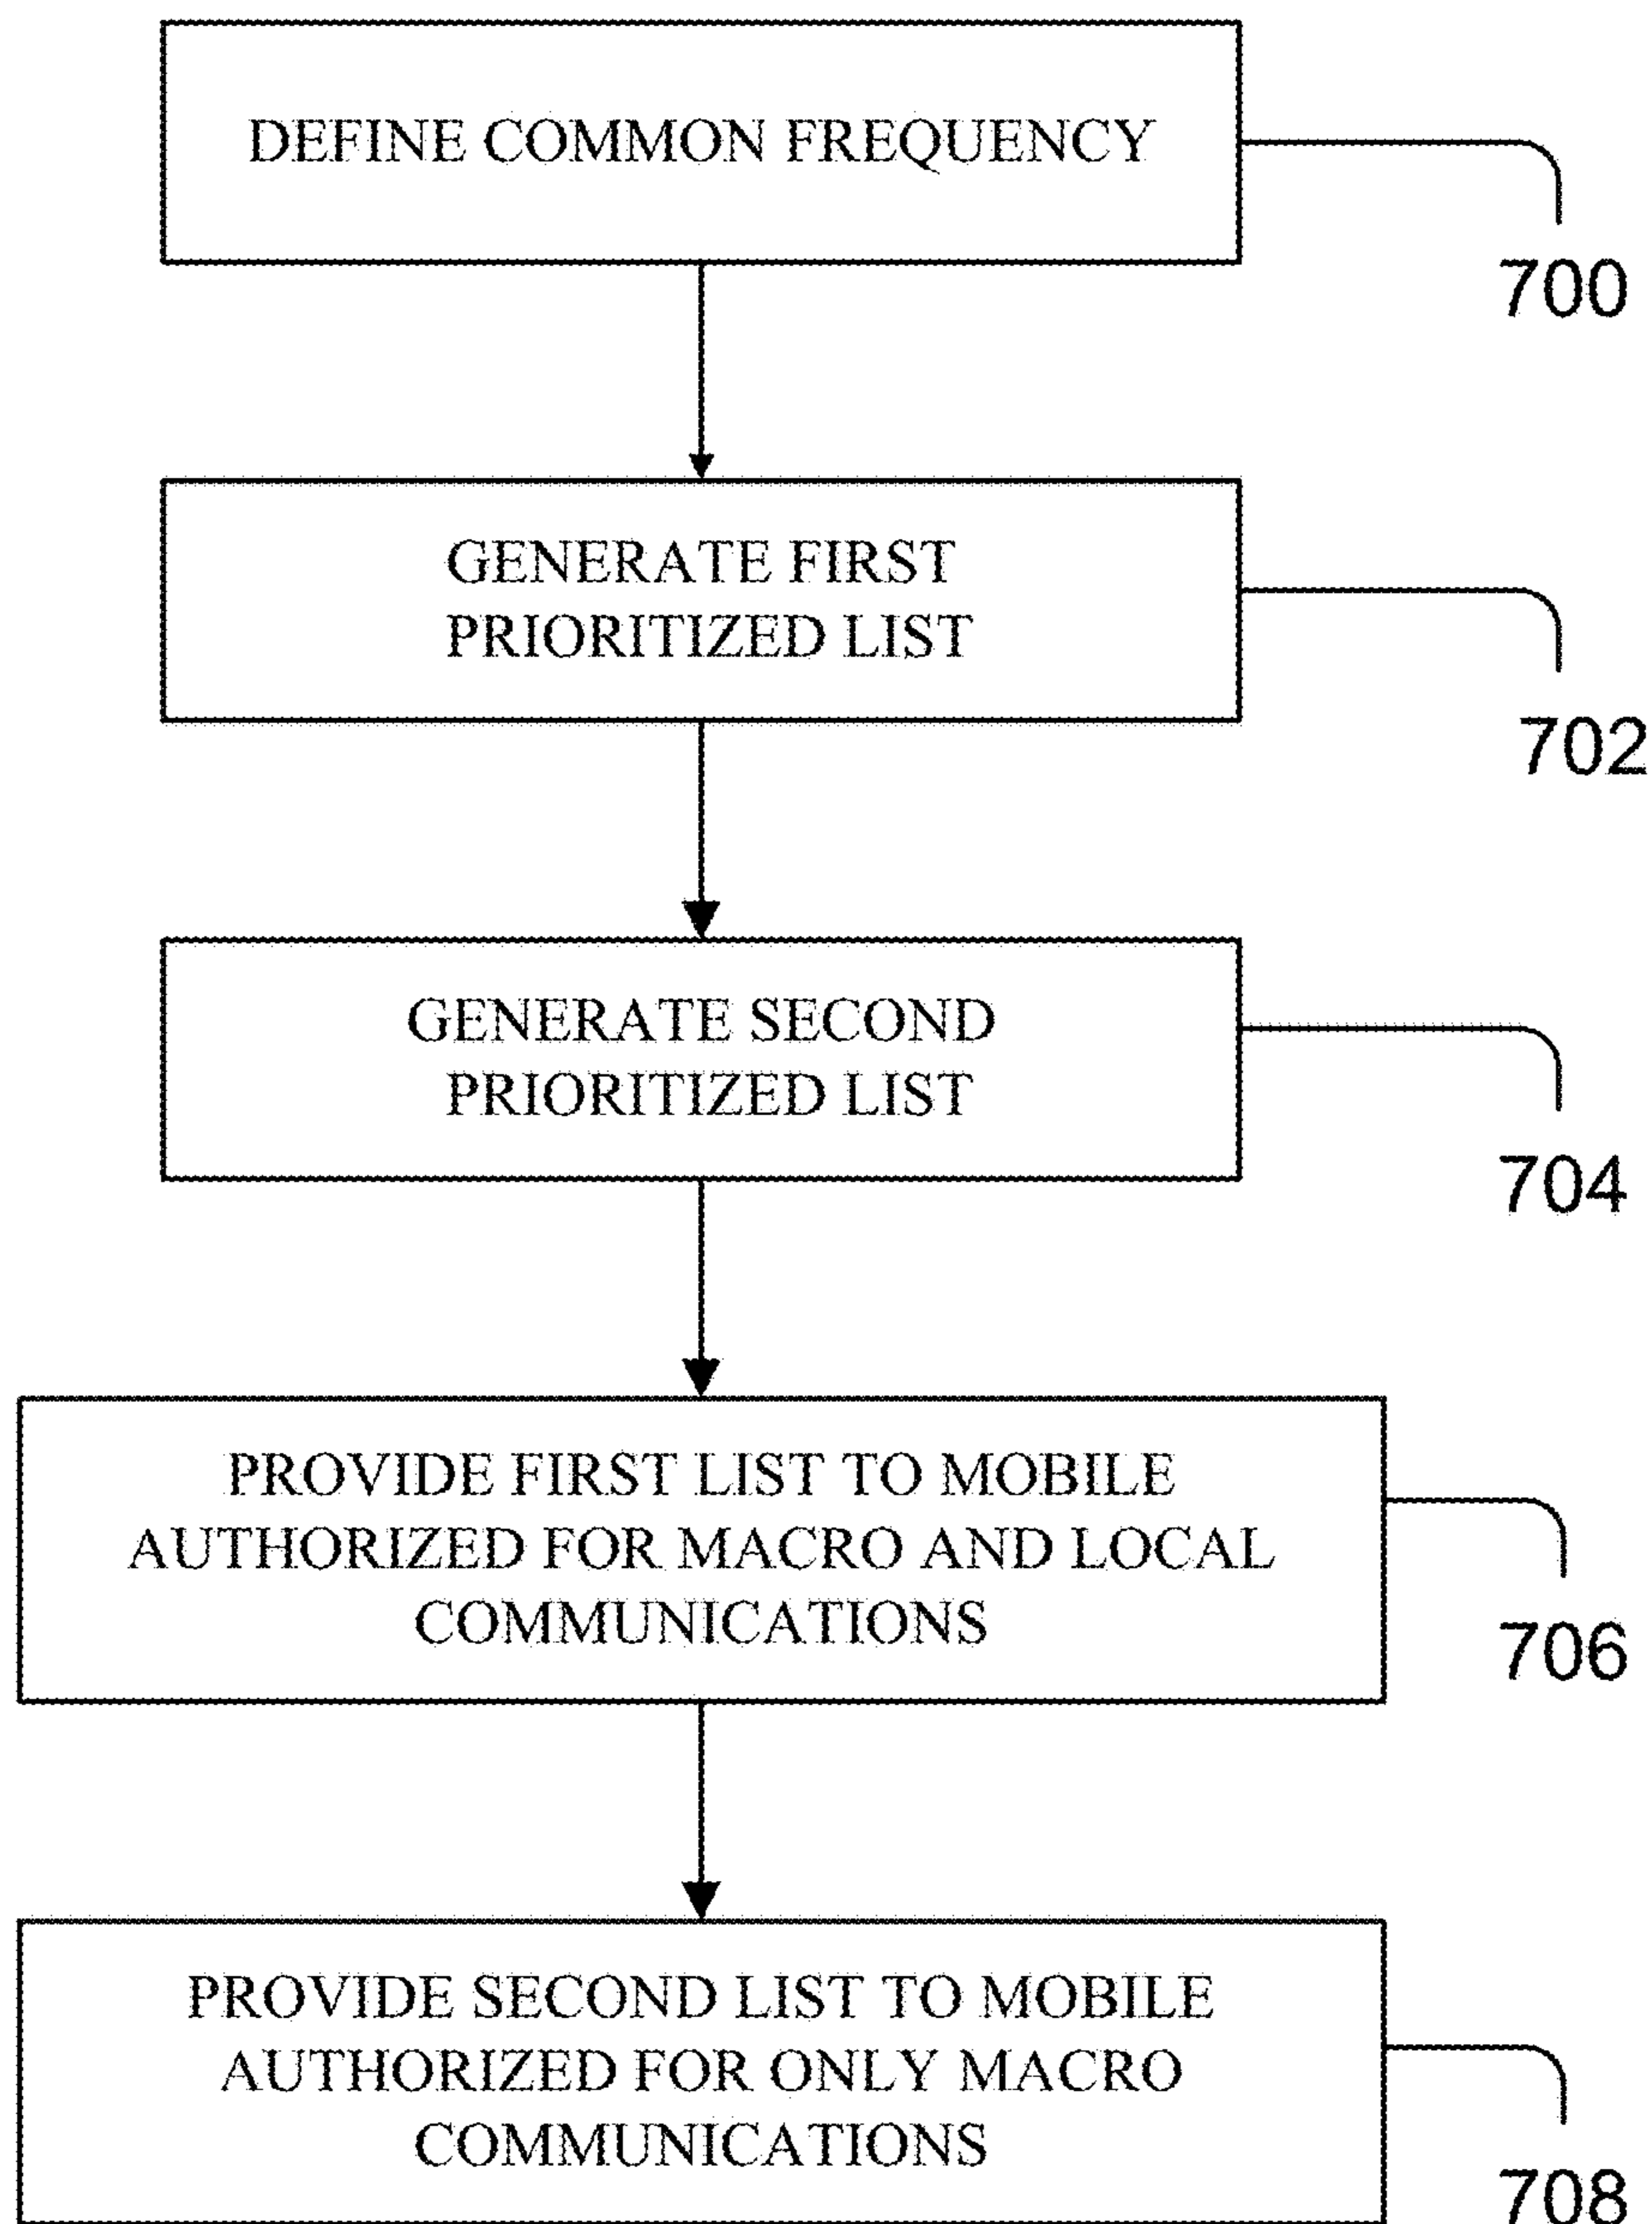 DEFINE COMMON FREQUENCY
700
GENERATE FIRST
PRIORITIZED LIST
702
GENERATE SECOND
PRIORITIZED LIST
704
PROVIDE FIRST LIST TO MOBILE
AUTHORIZED FOR MACRO AND LOCAL
COMMUNICATIONS
706
PROVIDE SECOND LIST TO MOBILE
AUTHORIZED FOR ONLY MACRO
COMMUNICATIONS
708